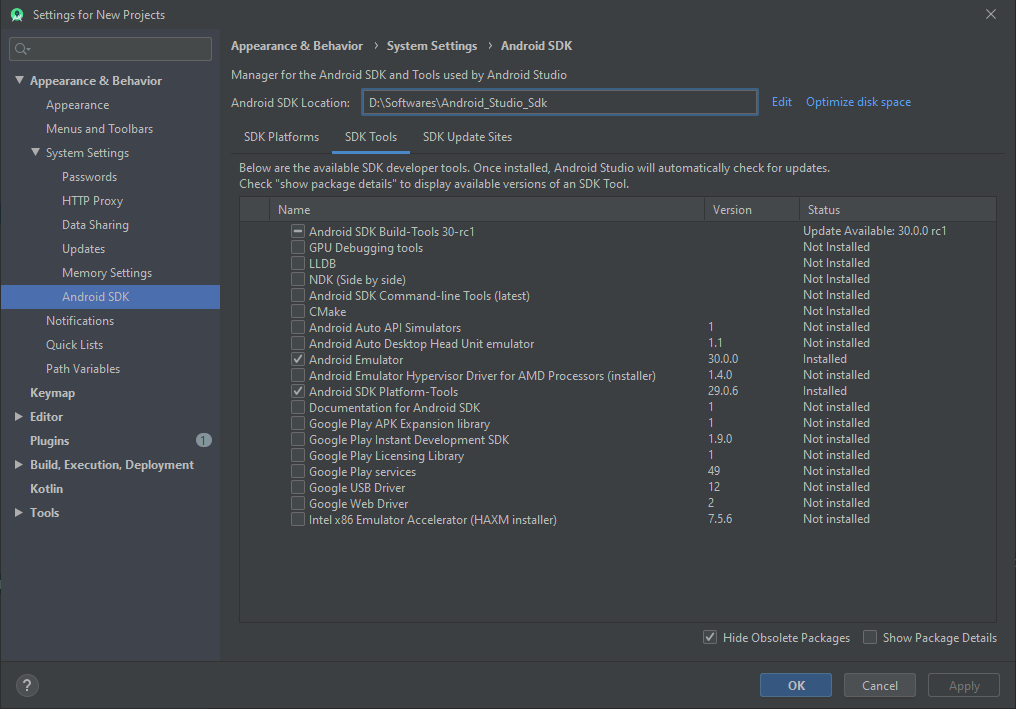 Settings for New Projects
Appearance & Behavior
Appearance
Menus and Toolbars
System Settings
Passwords
HTTP Proxy
Data Sharing
Updates
Memory Settings
Android SDK
Notifications
Quick Lists
Path Variables
Keymap
Editor
Plugins 1
Build, Execution, Deployment
Kotlin
Tools
Appearance & Behavior › System Settings › Android SDK
Manager for the Android SDK and Tools used by Android Studio
Android SDK Location: D:\Softwares\Android_Studio_Sdk Edit Optimize disk space
SDK Platforms SDK Tools SDK Update Sites
Below are the available SDK developer tools. Once installed, Android Studio will automatically check for updates.
Check "show package details" to display available versions of an SDK Tool.
Name Version Status
Android SDK Build-Tools 30-rc1 Update Available: 30.0.0 rc1
GPU Debugging tools Not Installed
LLDB Not Installed
NDK (Side by side) Not Installed
Android SDK Command-line Tools (latest) Not Installed
CMake Not Installed
Android Auto API Simulators 1 Not installed
Android Auto Desktop Head Unit emulator 1.1 Not installed
Android Emulator 30.0.0 Installed
Android Emulator Hypervisor Driver for AMD Processors (installer) 1.4.0 Not installed
Android SDK Platform-Tools 29.0.6 Installed
Documentation for Android SDK 1 Not installed
Google Play APK Expansion library 1 Not installed
Google Play Instant Development SDK 1.9.0 Not installed
Google Play Licensing Library 1 Not installed
Google Play services 49 Not installed
Google USB Driver 12 Not installed
Google Web Driver 2 Not installed
Intel x86 Emulator Accelerator (HAXM installer) 7.5.6 Not installed
Hide Obsolete Packages Show Package Details
? OK Cancel Apply